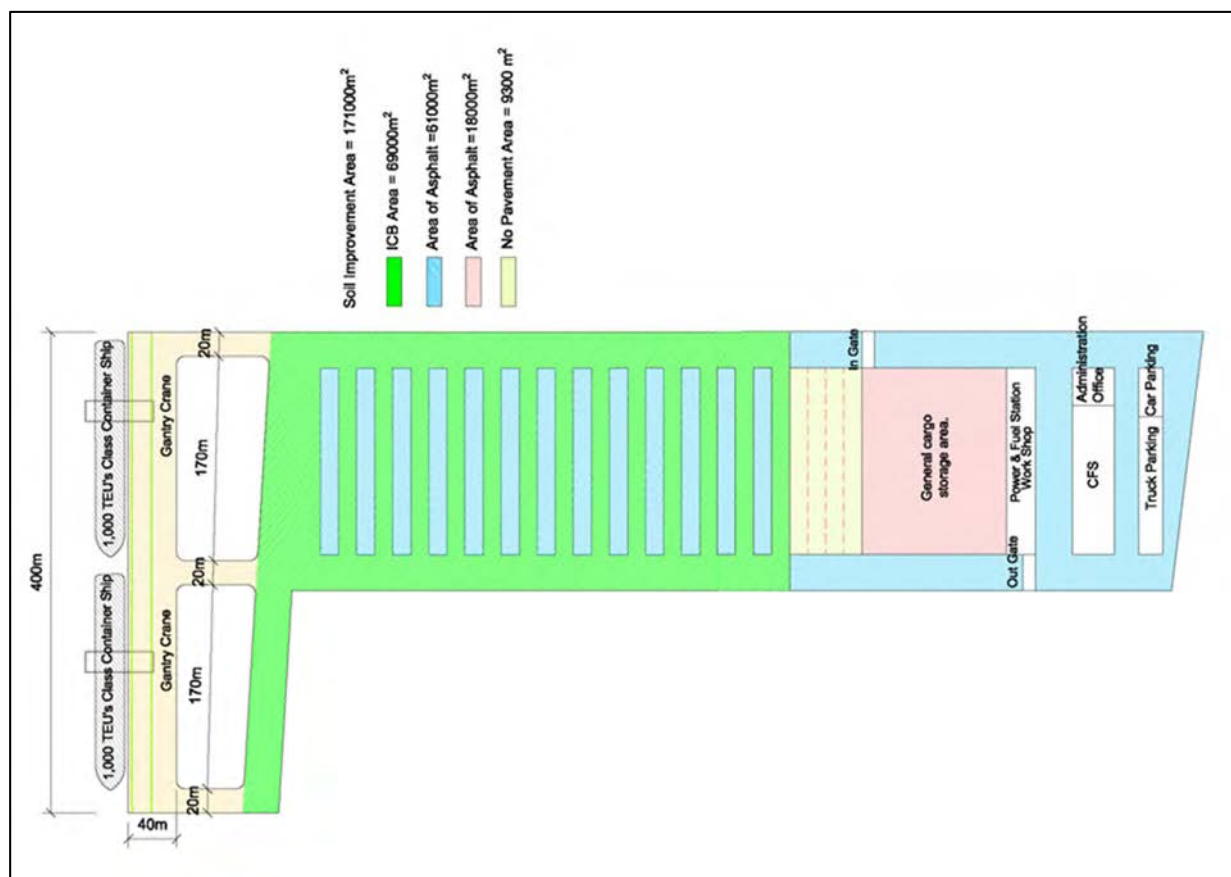 Soil Improvement Area = 171000m²
ICB Area = 69000m²
Area of Asphalt =61000m²
Area of Asphalt =18000m²
No Pavement Area = 9300 m²
400m
1,000 TEU's Class Container Ship
1,000 TEU's Class Container Ship
Gantry Crane
Gantry Crane
40m
20m
170m
20m
170m
20m
In Gate
General cargo
storage area.
Out Gate
Power & Fuel Station
Work Shop
Administration
Office
CFS
Truck Parking
Car Parking